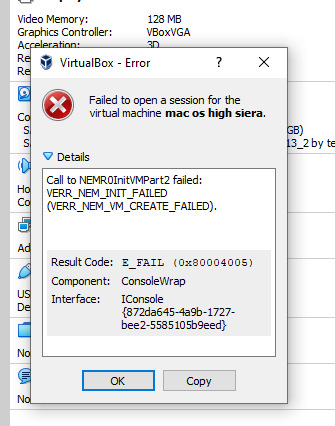 Video Memory: 128 MB
Graphics Controller: VBoxVGA
Acceleration: 3D
Re
Re
VirtualBox - Error
Failed to open a session for the
virtual machine mac os high siera.
Co
Sa GB)
Sa 13_2 by te
Details
Call to NEMR0InitVMPart2 failed:
VERR_NEM_INIT_FAILED
(VERR_NEM_VM_CREATE_FAILED).
Ho
Co
Ad
Result Code: E_FAIL (0x80004005)
Component: ConsoleWrap
Interface: IConsole
{872da645-4a9b-1727-
bee2-5585105b9eed}
US
De
No
No
OK Copy